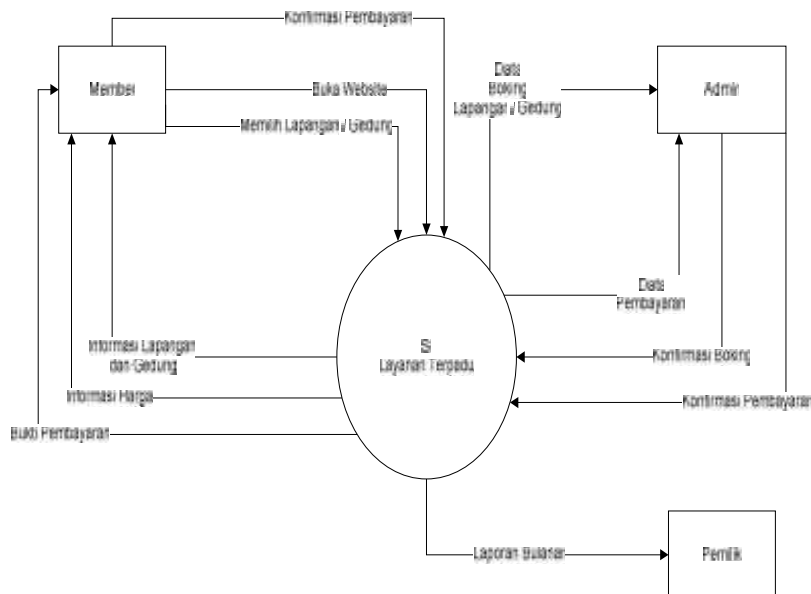 Konfirmasi Pembayaran
Member
Buka Website
Memilih Lapangan / Gedung
Data
Boking
Lapangan / Gedung
Admin
Data
Pembayaran
SI
Layanan Terpadu
Informasi Lapangan
dan Gedung
Informasi Harga
Bukti Pembayaran
Konfirmasi Boking
Konfirmasi Pembayaran
Laporan Bulanan
Pemilik